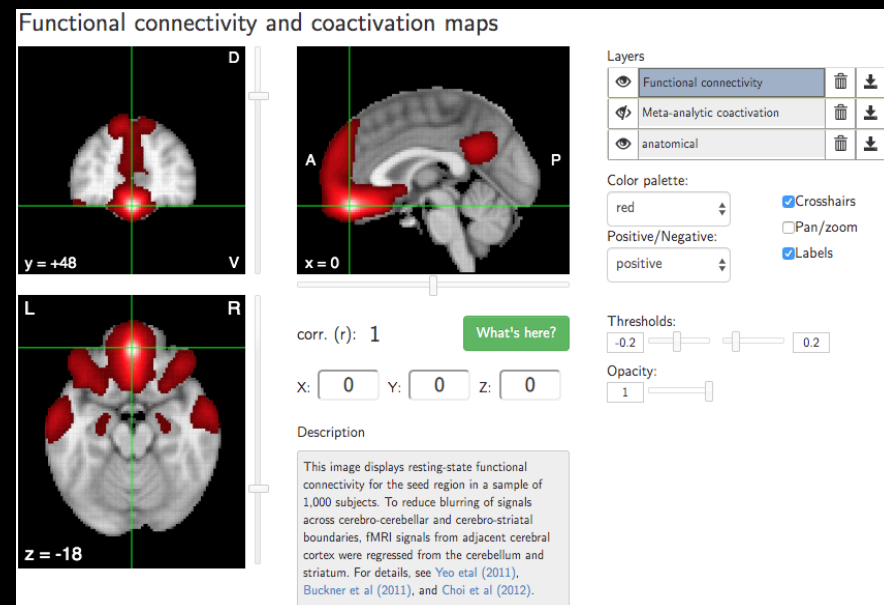 Functional connectivity and coactivation maps
D
y = +48
V
A
P
x = 0
L
R
z = -18
corr. (r): 1
What's here?
X: 0 Y: 0 Z: 0
Description
This image displays resting-state functional
connectivity for the seed region in a sample of
1,000 subjects. To reduce blurring of signals
across cerebro-cerebellar and cerebro-striatal
boundaries, fMRI signals from adjacent cerebral
cortex were regressed from the cerebellum and
striatum. For details, see Yeo etal (2011),
Buckner et al (2011), and Choi et al (2012).
Layers
Functional connectivity
Meta-analytic coactivation
anatomical
Color palette:
red
Positive/Negative:
positive
Crosshairs
Pan/zoom
Labels
Thresholds:
-0.2 0.2
Opacity:
1